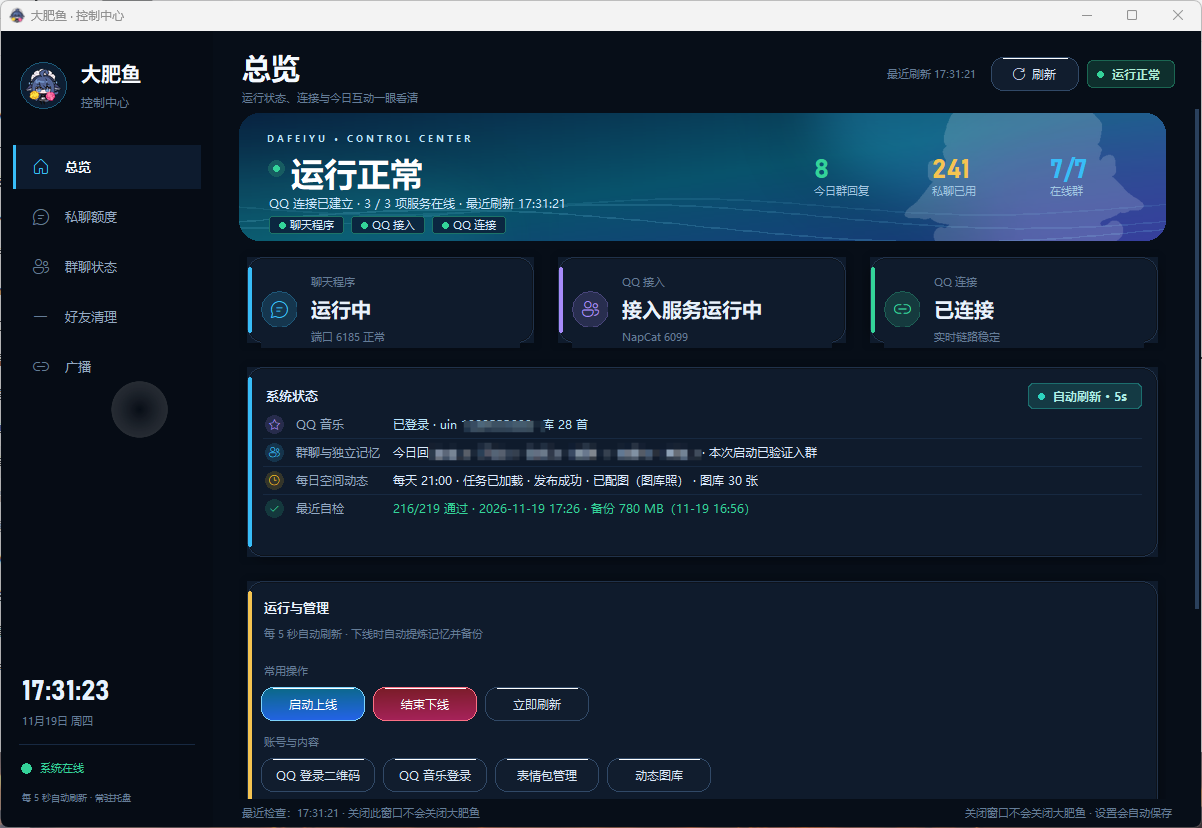 大肥鱼 · 控制中心
大肥鱼
控制中心
总览
私聊额度
群聊状态
好友清理
广播
17:31:23
11月19日 周四
系统在线
每 5 秒自动刷新 · 常驻托盘
总览
运行状态、连接与今日互动一眼看清
最近刷新 17:31:21
刷新
运行正常
DAFEIYU • CONTROL CENTER
运行正常
QQ 连接已建立 · 3 / 3 项服务在线 · 最近刷新 17:31:21
聊天程序
QQ 接入
QQ 连接
8
今日群回复
241
私聊已用
7/7
在线群
聊天程序
运行中
端口 6185 正常
QQ 接入
接入服务运行中
NapCat 6099
QQ 连接
已连接
实时链路稳定
系统状态
自动刷新 • 5s
QQ 音乐
已登录 · uin 库 28 首
群聊与独立记忆
今日回 · 本次启动已验证入群
每日空间动态
每天 21:00 · 任务已加载 · 发布成功 · 已配图（图库照） · 图库 30 张
最近自检
216/219 通过 · 2026-11-19 17:26 · 备份 780 MB（11-19 16:56）
运行与管理
每 5 秒自动刷新 · 下线时自动提炼记忆并备份
常用操作
启动上线
结束下线
立即刷新
账号与内容
QQ 登录二维码
QQ 音乐登录
表情包管理
动态图库
最近检查：17:31:21 · 关闭此窗口不会关闭大肥鱼
关闭窗口不会关闭大肥鱼 · 设置会自动保存